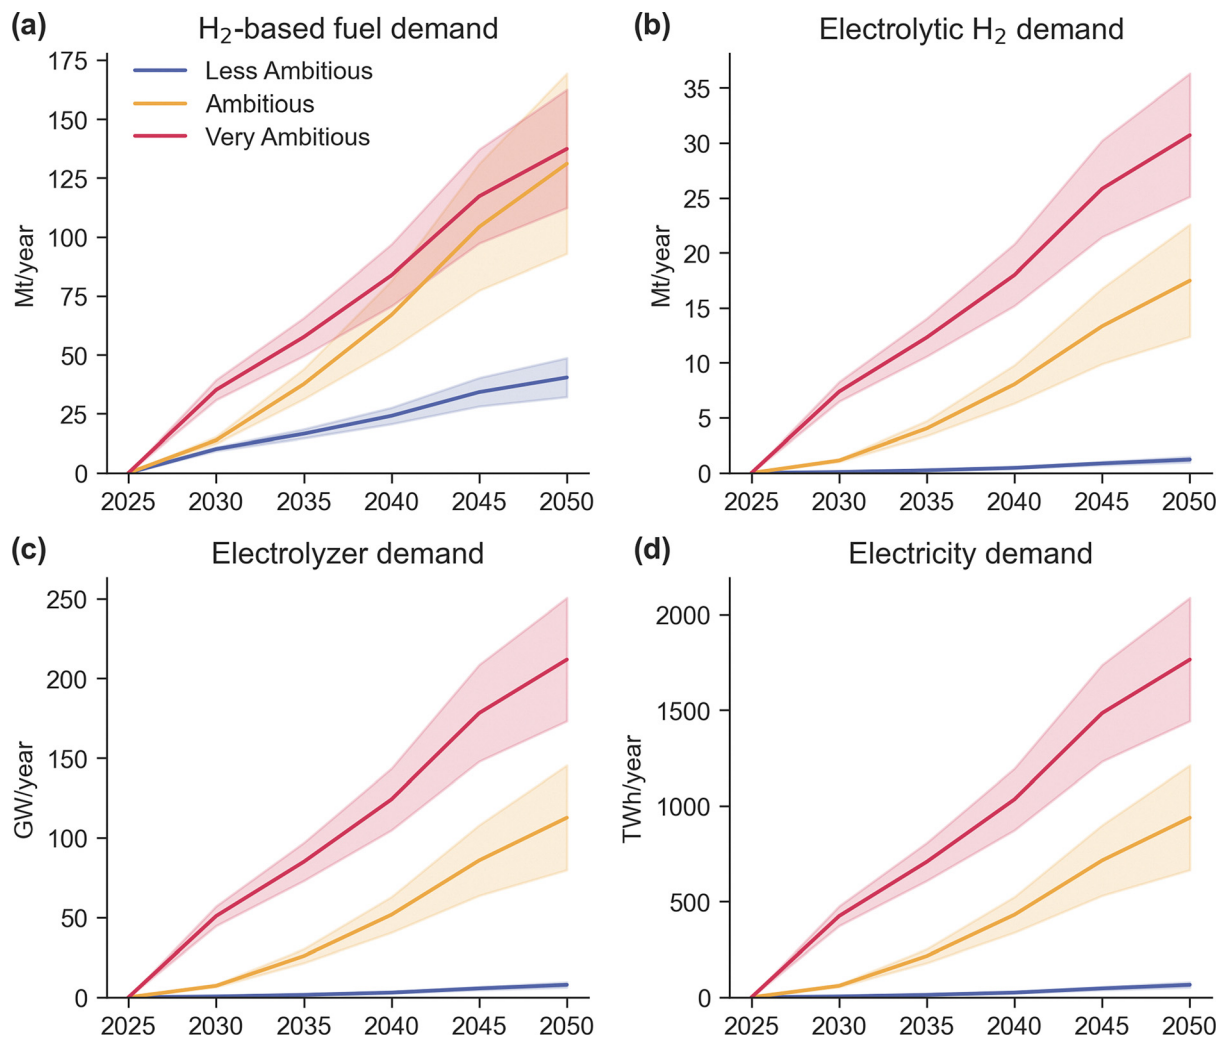 (a)
H₂-based fuel demand
175
150
125
100
75
50
25
0
Mt/year
Less Ambitious
Ambitious
Very Ambitious
2025 2030 2035 2040 2045 2050
(b)
Electrolytic H₂ demand
35
30
25
20
15
10
5
0
Mt/year
2025 2030 2035 2040 2045 2050
(c)
Electrolyzer demand
250
200
150
100
50
0
GW/year
2025 2030 2035 2040 2045 2050
(d)
Electricity demand
2000
1500
1000
500
0
TWh/year
2025 2030 2035 2040 2045 2050